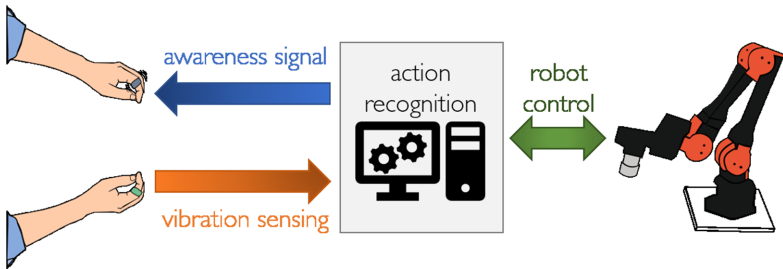 awareness signal
action
recognition
robot
control
vibration sensing